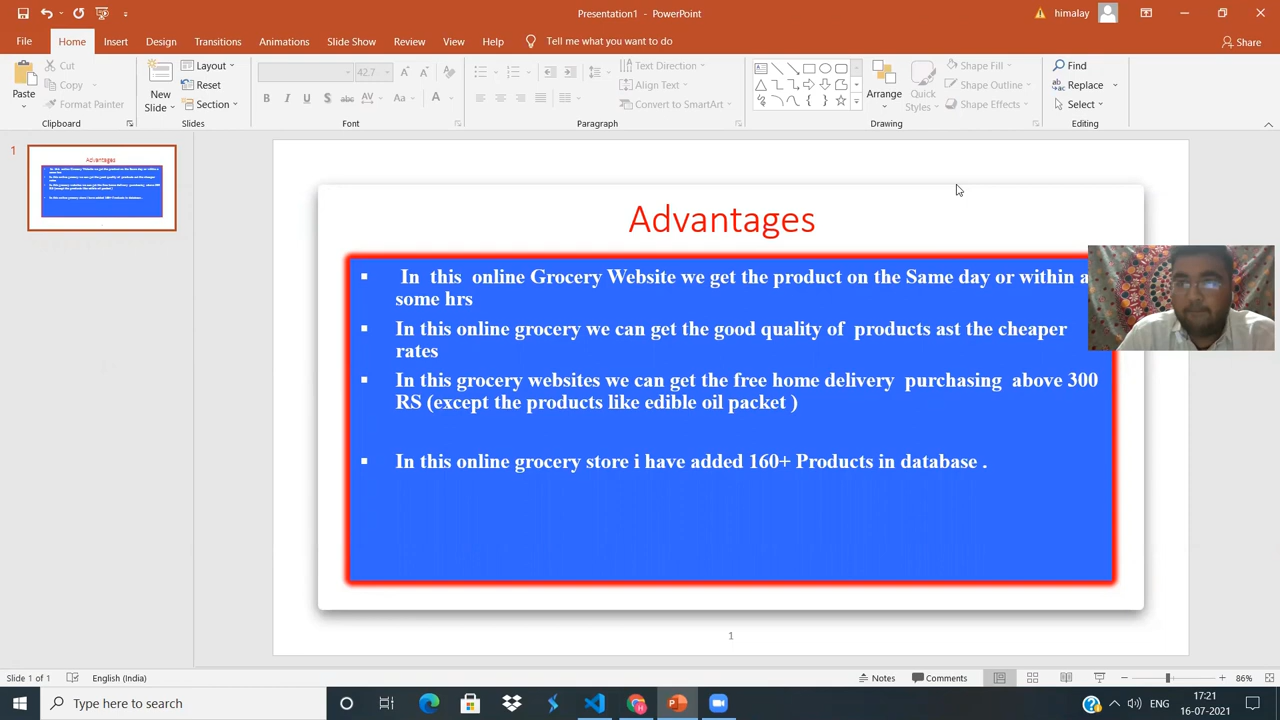 Presentation1 - PowerPoint
himalay
File Home Insert Design Transitions Animations Slide Show Review View Help Tell me what you want to do Share
Paste
Cut
Copy
Format Painter
Clipboard
New
Slide
Layout
Reset
Section
Slides
42.7
Font
Text Direction
Align Text
Convert to SmartArt
Paragraph
Arrange
Quick
Styles
Shape Fill
Shape Outline
Shape Effects
Drawing
Find
Replace
Select
Editing
1
Advantages
In this online Grocery Website we get the product on the Same day or within a
some hrs
In this online grocery we can get the good quality of products ast the cheaper
rates
In this grocery websites we can get the free home delivery purchasing above 300
RS (except the products like edible oil packet )
In this online grocery store i have added 160+ Products in database .
1
Slide 1 of 1 English (India) Notes Comments 86%
Type here to search
ENG
17:21
16-07-2021